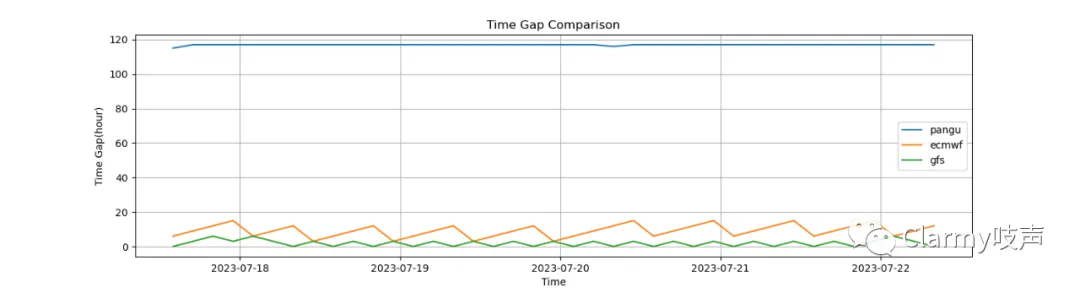 Time Gap Comparison
120
100
80
60
40
20
0
Time Gap(hour)
pangu
ecmwf
gfs
2023-07-18
2023-07-19
2023-07-20
2023-07-21
2023-07-22
Time
Clarmy吱声